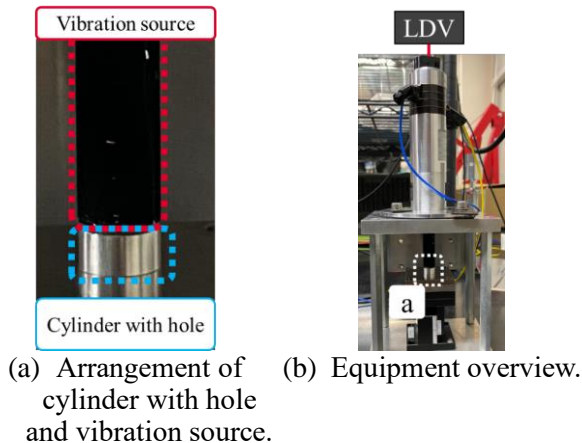 Vibration source
Cylinder with hole
(a) Arrangement of
cylinder with hole
and vibration source.
LDV
a
(b) Equipment overview.